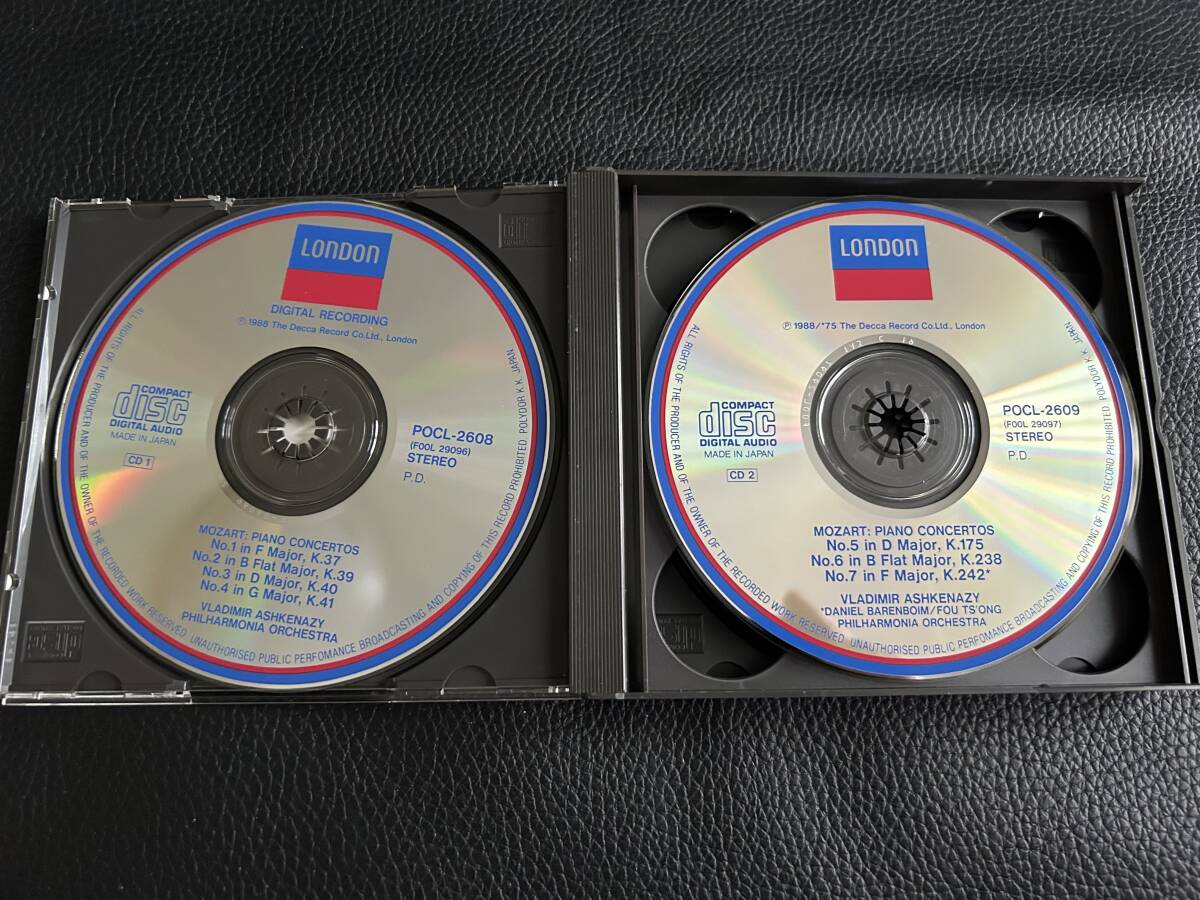 LONDON
DIGITAL RECORDING
℗ 1988 The Decca Record Co.Ltd., London
COMPACT
disc
DIGITAL AUDIO
MADE IN JAPAN
CD 1
POCL-2608
(F00L 29096)
STEREO
P.D.
MOZART: PIANO CONCERTOS
No.1 in F Major, K.37
No.2 in B Flat Major, K.39
No.3 in D Major, K.40
No.4 in G Major, K.41
VLADIMIR ASHKENAZY
PHILHARMONIA ORCHESTRA
ALL RIGHTS OF THE PRODUCER AND OF THE OWNER OF THE RECORDED WORK RESERVED. UNAUTHORISED PUBLIC PERFOMANCE BROADCASTING AND COPYING OF THIS RECORD PROHIBITED. POLYDOR K.K. JAPAN
LONDON
℗ 1988/*75 The Decca Record Co.Ltd., London
COMPACT
disc
DIGITAL AUDIO
MADE IN JAPAN
CD 2
POCL-2609
(F00L 29097)
STEREO
P.D.
MOZART: PIANO CONCERTOS
No.5 in D Major, K.175
No.6 in B Flat Major, K.238
No.7 in F Major, K.242*
VLADIMIR ASHKENAZY
*DANIEL BARENBOIM/FOU TS'ONG
PHILHARMONIA ORCHESTRA
ALL RIGHTS OF THE PRODUCER AND OF THE OWNER OF THE RECORDED WORK RESERVED. UNAUTHORISED PUBLIC PERFOMANCE BROADCASTING AND COPYING OF THIS RECORD PROHIBITED POLYDOR K.K. JAPAN